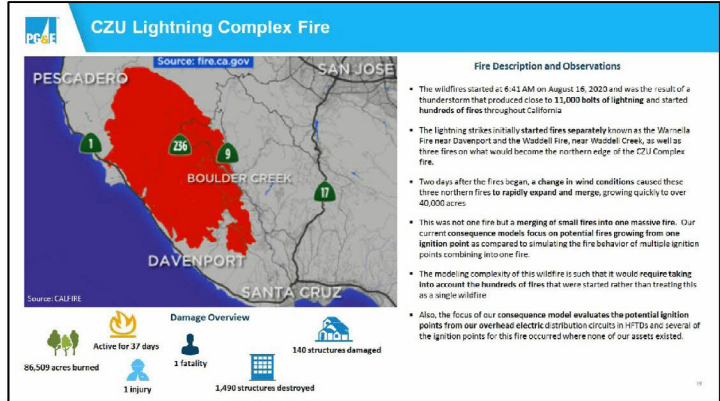 PG&E
CZU Lightning Complex Fire
Source: fire.ca.gov
PESCADERO
SAN JOSE
1
236
9
BOULDER CREEK
17
DAVENPORT
SANTA CRUZ
Source: CALFIRE
Damage Overview
86,509 acres burned
Active for 37 days
1 injury
1 fatality
1,490 structures destroyed
140 structures damaged
Fire Description and Observations
▪ The wildfires started at 6:41 AM on August 16, 2020 and was the result of a
thunderstorm that produced close to 11,000 bolts of lightning and started
hundreds of fires throughout California
▪ The lightning strikes initially started fires separately known as the Warnella
Fire near Davenport and the Waddell Fire, near Waddell Creek, as well as
three fires on what would become the northern edge of the CZU Complex
fire.
▪ Two days after the fires began, a change in wind conditions caused these
three northern fires to rapidly expand and merge, growing quickly to over
40,000 acres
▪ This was not one fire but a merging of small fires into one massive fire. Our
current consequence models focus on potential fires growing from one
ignition point as compared to simulating the fire behavior of multiple ignition
points combining into one fire.
▪ The modeling complexity of this wildfire is such that it would require taking
into account the hundreds of fires that were started rather than treating this
as a single wildfire
▪ Also, the focus of our consequence model evaluates the potential ignition
points from our overhead electric distribution circuits in HFTDs and several of
the ignition points for this fire occurred where none of our assets existed.